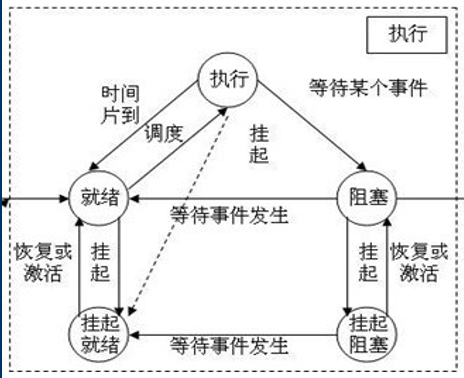 执行
执行
时间
片到
等待某个事件
调度
挂
起
就绪
阻塞
等待事件发生
恢复或
激活
挂
起
挂
起
恢复或
激活
挂起
就绪
挂起
阻塞
等待事件发生